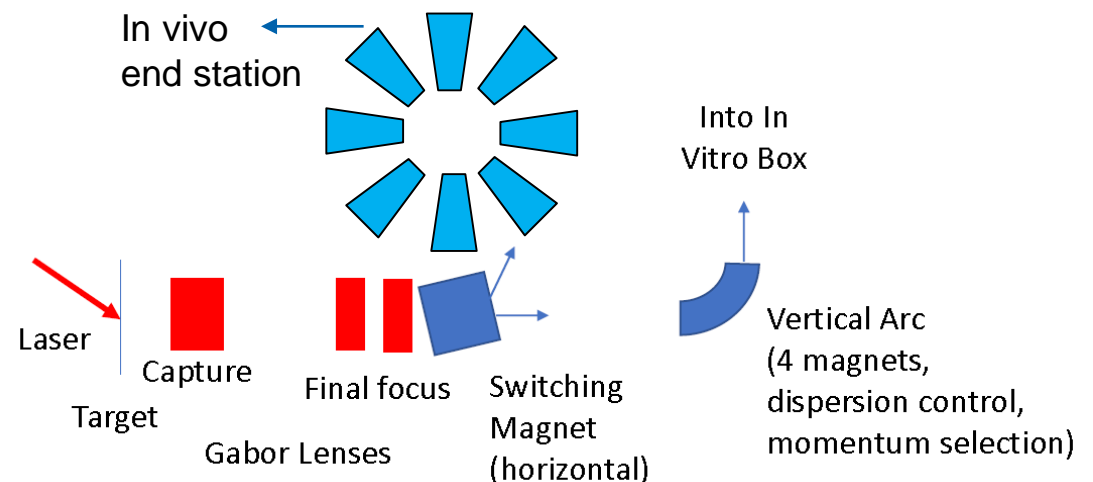 In vivo
end station
Into In
Vitro Box
Laser
Target
Capture
Gabor Lenses
Final focus
Switching
Magnet
(horizontal)
Vertical Arc
(4 magnets,
dispersion control,
momentum selection)